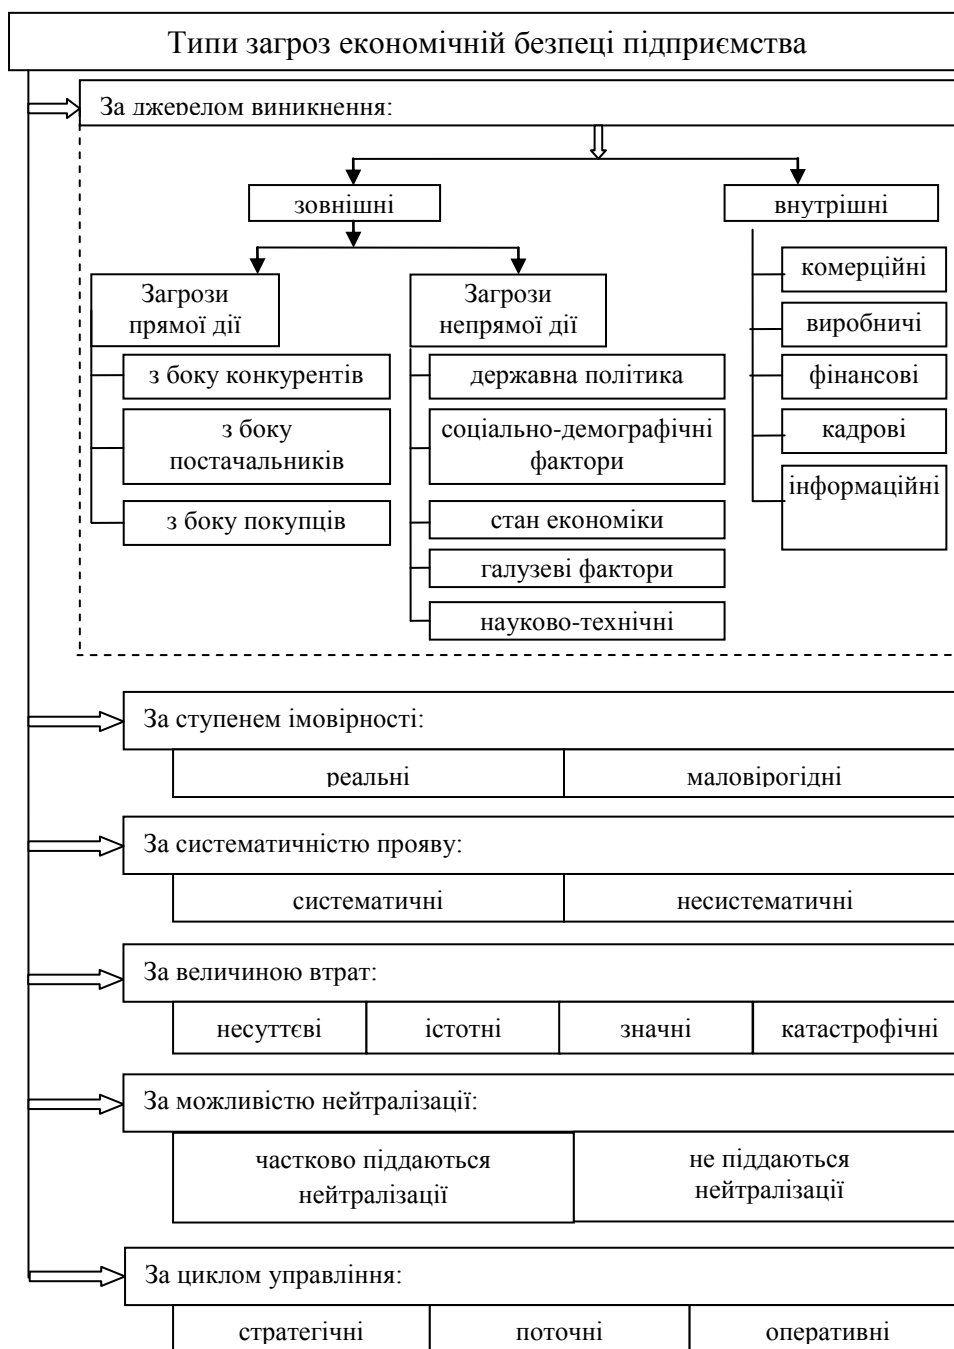 Типи загроз економічній безпеці підприємства
За джерелом виникнення:
зовнішні
внутрішні
Загрози
прямої дії
з боку конкурентів
з боку
постачальників
з боку покупців
Загрози
непрямої дії
державна політика
соціально-демографічні
фактори
стан економіки
галузеві фактори
науково-технічні
комерційні
виробничі
фінансові
кадрові
інформаційні
За ступенем імовірності:
реальні
маловірогідні
За систематичністю прояву:
систематичні
несистематичні
За величиною втрат:
несуттєві
істотні
значні
катастрофічні
За можливістю нейтралізації:
частково піддаються
нейтралізації
не піддаються
нейтралізації
За циклом управління:
стратегічні
поточні
оперативні